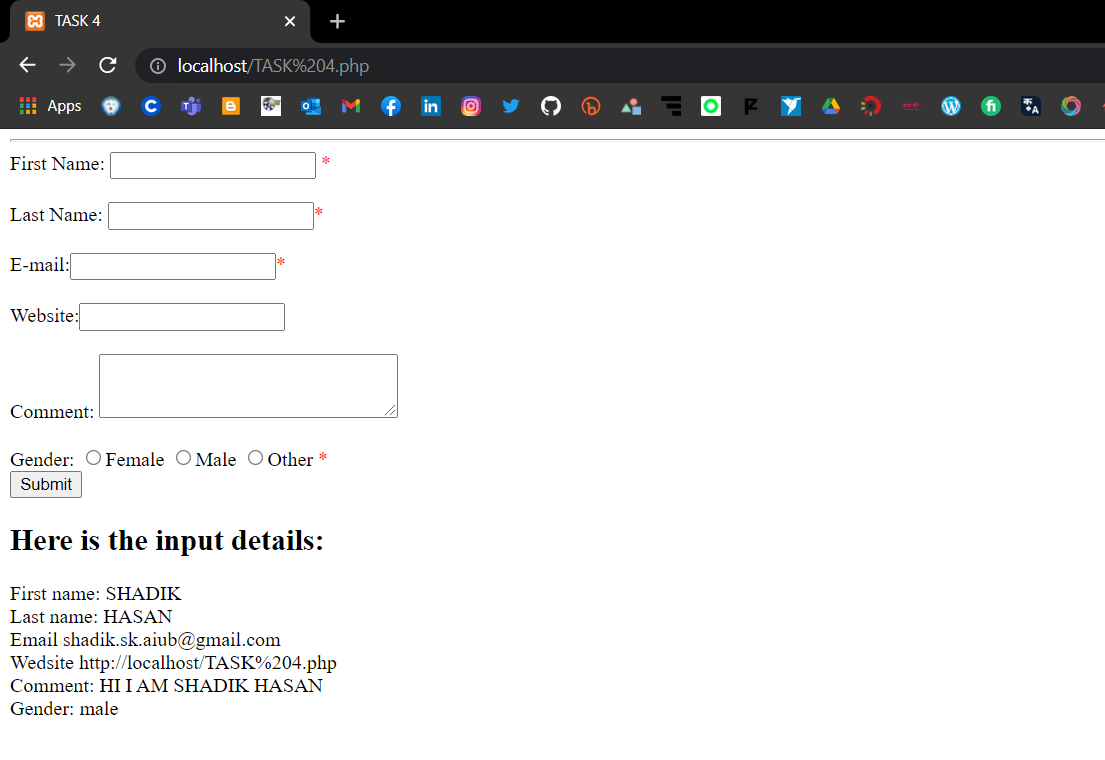 TASK 4
localhost/TASK%204.php
Apps
First Name: *
Last Name: *
E-mail: *
Website:
Comment:
Gender: Female Male Other *
Submit
Here is the input details:
First name: SHADIK
Last name: HASAN
Email shadik.sk.aiub@gmail.com
Wedsite http://localhost/TASK%204.php
Comment: HI I AM SHADIK HASAN
Gender: male